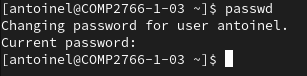 [antoinel@COMP2766-1-03 ~]$ passwd
Changing password for user antoinel.
Current password:
[antoinel@COMP2766-1-03 ~]$